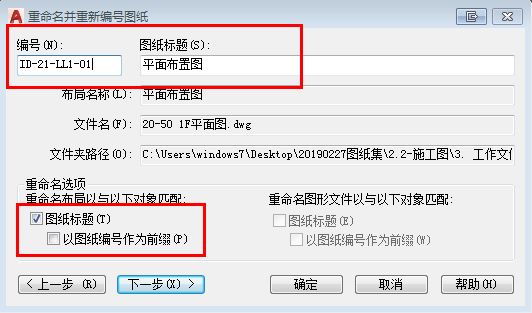 重命名并重新编号图纸
编号(N): 图纸标题(S):
ID-21-LL1-01 平面布置图
布局名称(L): 平面布置图
文件名(F): 20-50 1F平面图.dwg
文件夹路径(O): C:\Users\windows7\Desktop\20190227图纸集\2.2-施工图\3. 工作文
重命名选项
重命名布局以与以下对象匹配: 重命名图形文件以与以下对象匹配:
图纸标题(T) 图纸标题(E)
以图纸编号作为前缀(P) 以图纸编号作为前缀(W)
< 上一步 (R) 下一步(X) > 确定 取消 帮助(H)